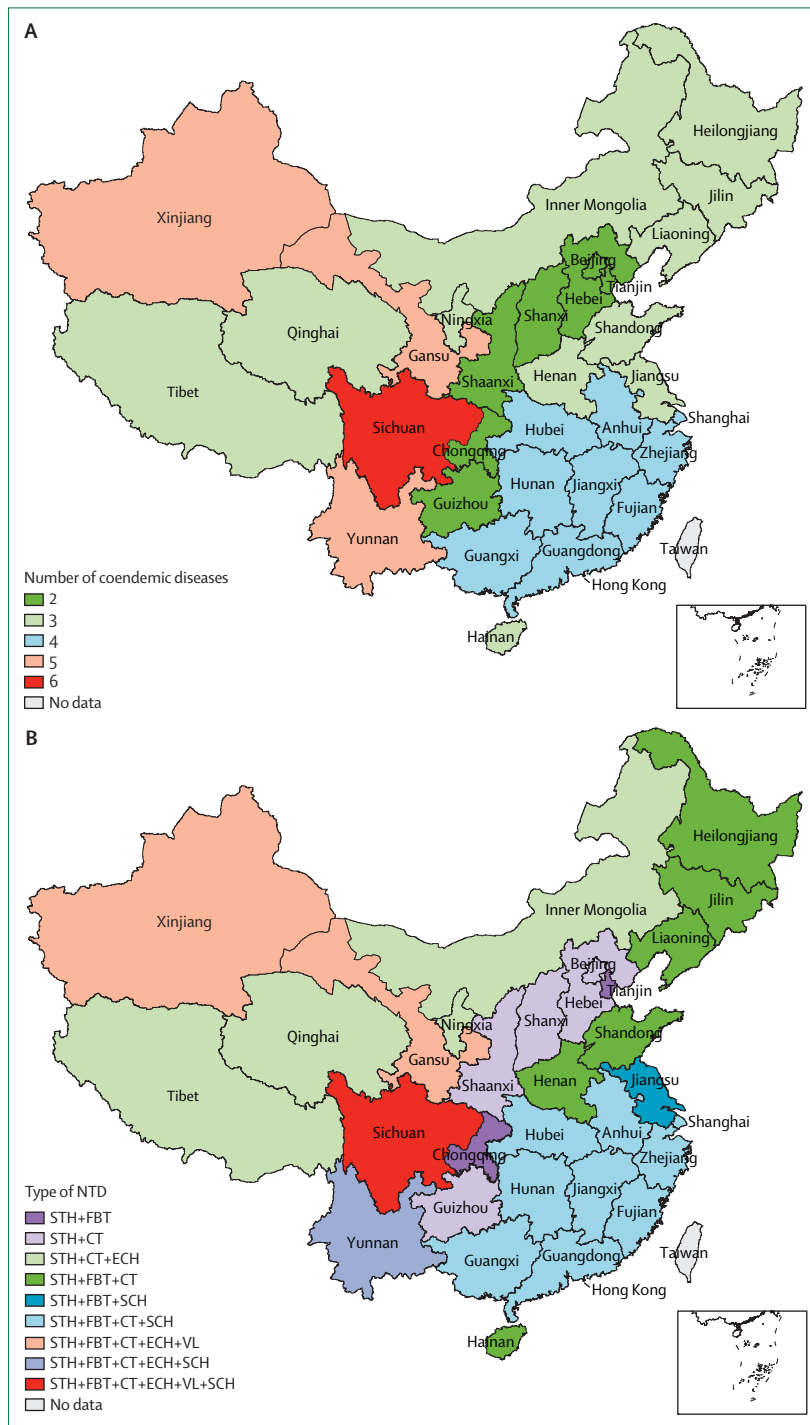 A
Heilongjiang
Xinjiang
Jilin
Inner Mongolia
Liaoning
Beijing
Tianjin
Hebei
Ningxia
Shanxi
Shandong
Qinghai
Gansu
Tibet
Shaanxi
Henan
Jiangsu
Shanghai
Sichuan
Hubei
Anhui
Chongqing
Zhejiang
Hunan
Jiangxi
Guizhou
Fujian
Yunnan
Taiwan
Guangxi
Guangdong
Hong Kong
Hainan
Number of coendemic diseases
2
3
4
5
6
No data
B
Heilongjiang
Xinjiang
Jilin
Inner Mongolia
Liaoning
Beijing
Tianjin
Hebei
Ningxia
Shanxi
Shandong
Qinghai
Gansu
Tibet
Shaanxi
Henan
Jiangsu
Shanghai
Sichuan
Hubei
Anhui
Chongqing
Zhejiang
Hunan
Jiangxi
Guizhou
Fujian
Yunnan
Taiwan
Guangxi
Guangdong
Hong Kong
Hainan
Type of NTD
STH+FBT
STH+CT
STH+CT+ECH
STH+FBT+CT
STH+FBT+SCH
STH+FBT+CT+SCH
STH+FBT+CT+ECH+VL
STH+FBT+CT+ECH+SCH
STH+FBT+CT+ECH+VL+SCH
No data